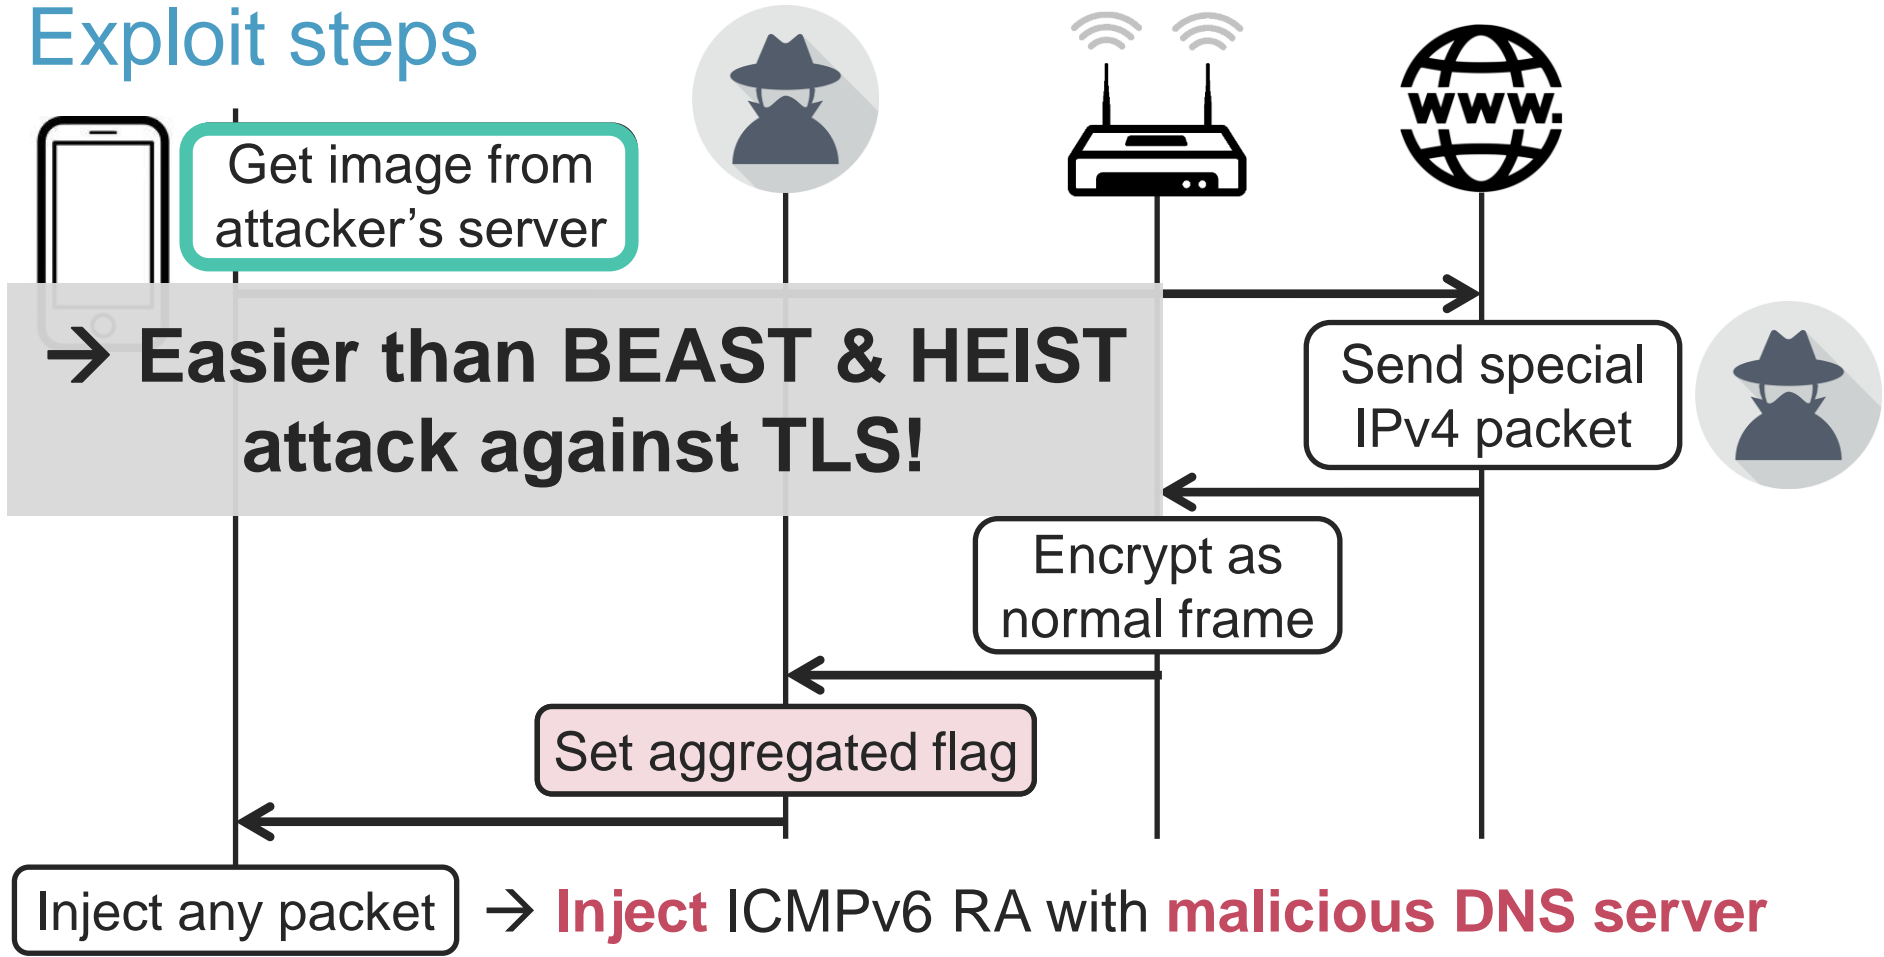 Exploit steps
Get image from
attacker’s server
www.
→ Easier than BEAST & HEIST
attack against TLS!
Send special
IPv4 packet
Encrypt as
normal frame
Set aggregated flag
Inject any packet → Inject ICMPv6 RA with malicious DNS server